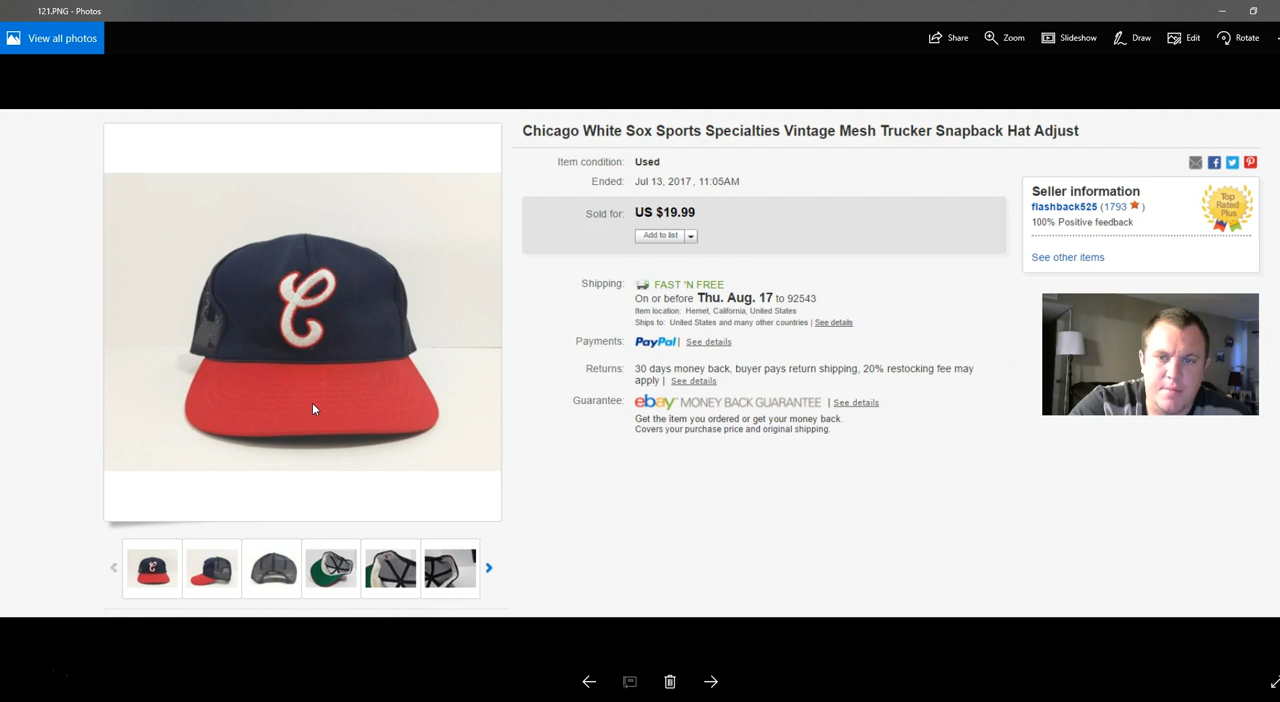 121.PNG - Photos
View all photos
Share
Zoom
Slideshow
Draw
Edit
Rotate
Chicago White Sox Sports Specialties Vintage Mesh Trucker Snapback Hat Adjust
Item condition: Used
Ended: Jul 13, 2017 , 11:05AM
Sold for: US $19.99
Add to list
Shipping: FAST 'N FREE
On or before Thu. Aug. 17 to 92543
Item location: Hemet, California, United States
Ships to: United States and many other countries | See details
Payments: PayPal | See details
Returns: 30 days money back, buyer pays return shipping, 20% restocking fee may
apply | See details
Guarantee: ebay MONEY BACK GUARANTEE | See details
Get the item you ordered or get your money back.
Covers your purchase price and original shipping.
Seller information
flashback525 (1793 )
100% Positive feedback
See other items
Top
Rated
Plus
C